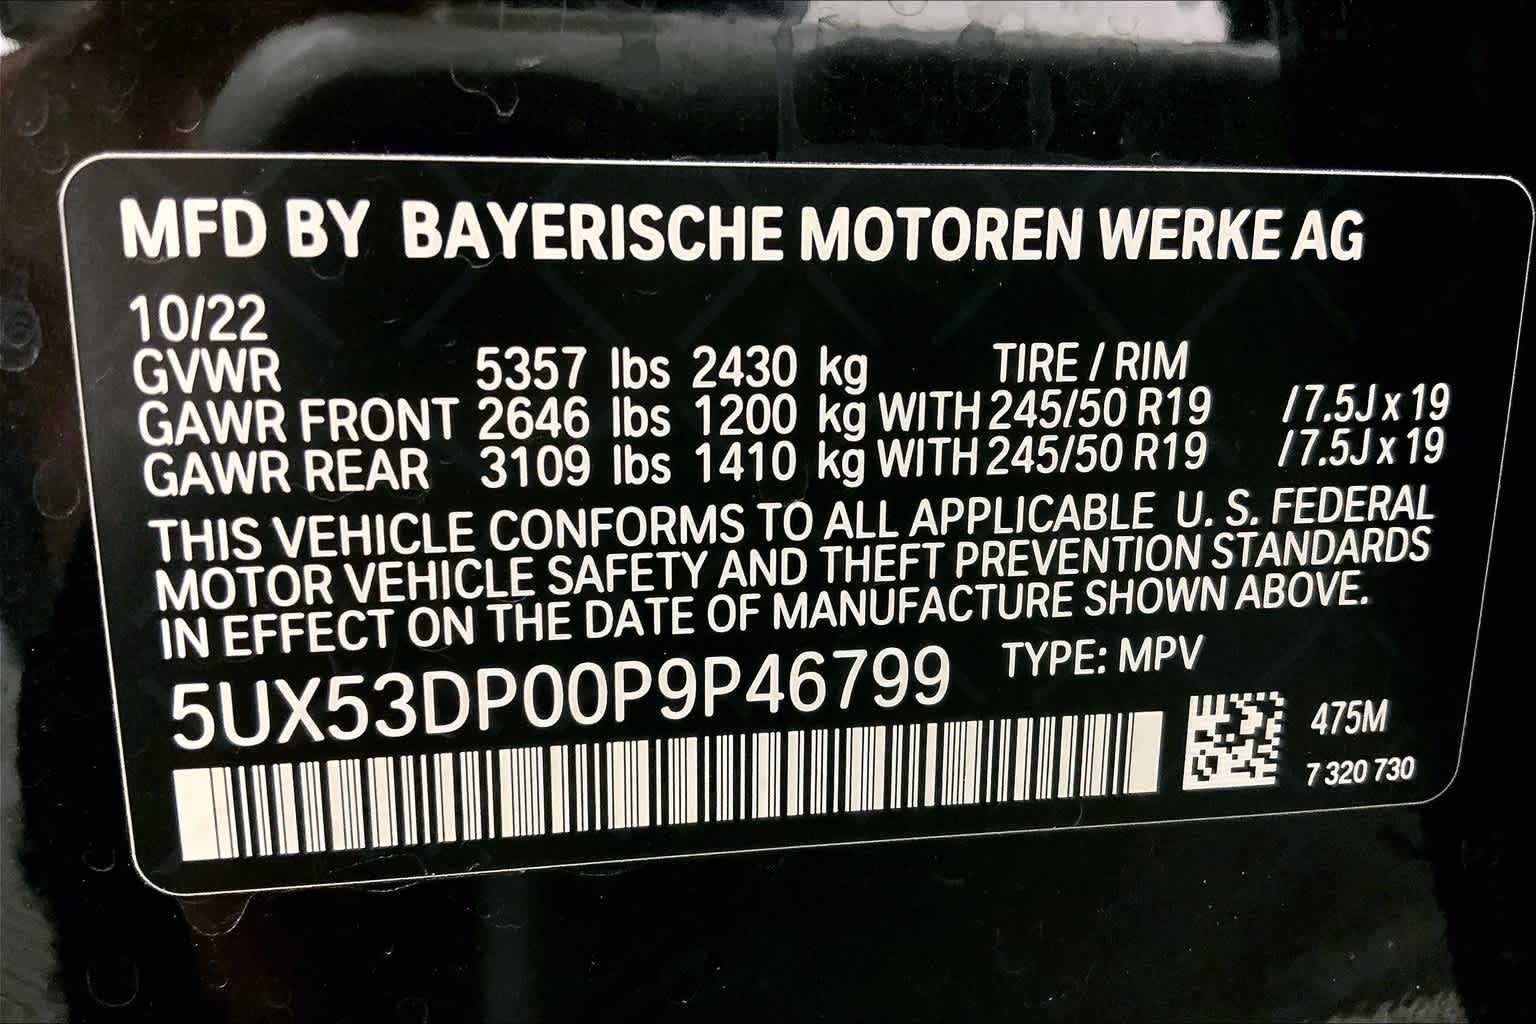 MFD BY BAYERISCHE MOTOREN WERKE AG
10/22
GVWR 5357 lbs 2430 kg TIRE / RIM
GAWR FRONT 2646 lbs 1200 kg WITH 245/50 R19 /7.5J x 19
GAWR REAR 3109 lbs 1410 kg WITH 245/50 R19 /7.5J x 19
THIS VEHICLE CONFORMS TO ALL APPLICABLE U. S. FEDERAL
MOTOR VEHICLE SAFETY AND THEFT PREVENTION STANDARDS
IN EFFECT ON THE DATE OF MANUFACTURE SHOWN ABOVE.
5UX53DP00P9P46799 TYPE: MPV
475M
7 320 730